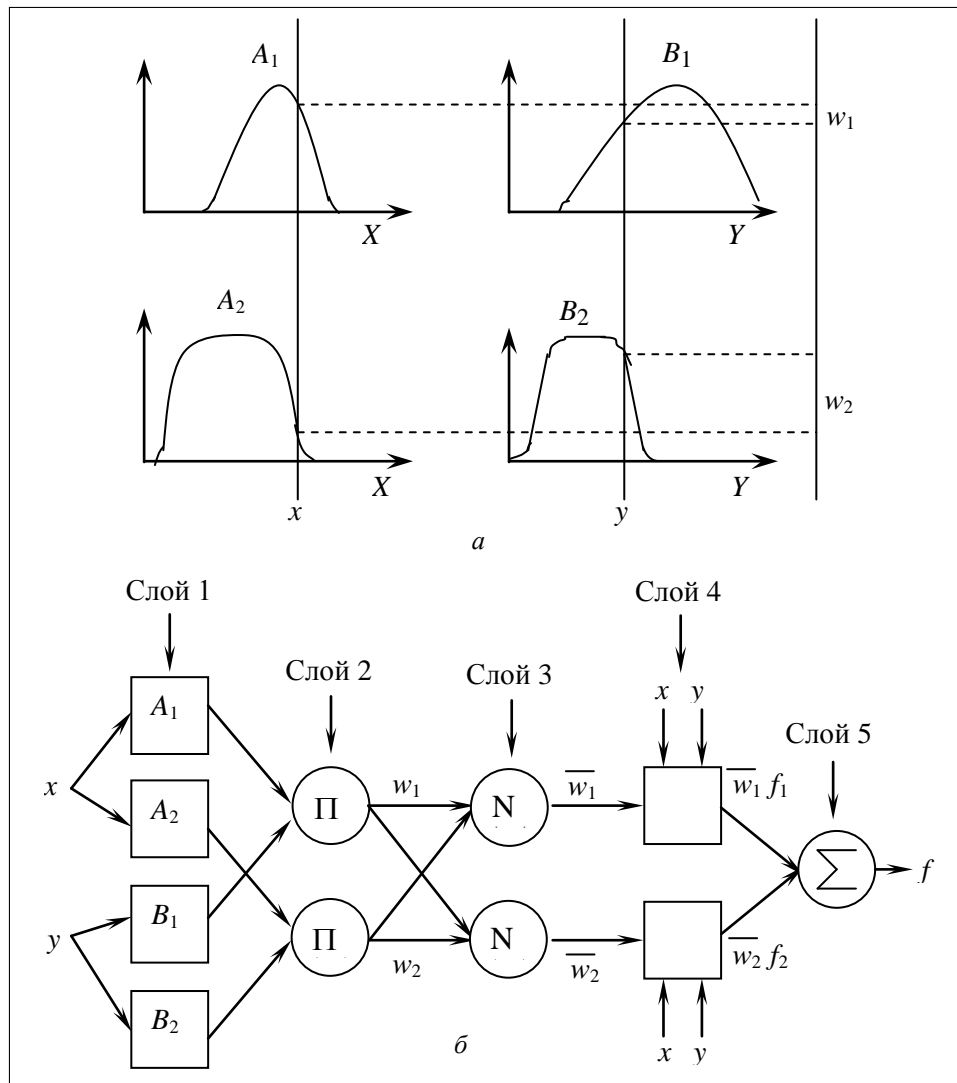 A₁ B₁
w₁
X Y
A₂ B₂
w₂
X Y
x y
а
Слой 1 Слой 4
Слой 2 Слой 3
x y
A₁ Слой 5
w₁ w̅₁ w̅₁ f₁
x Π N
A₂
∑ f
B₁
y Π N
w₂ w̅₂ w̅₂ f₂
B₂
б x y